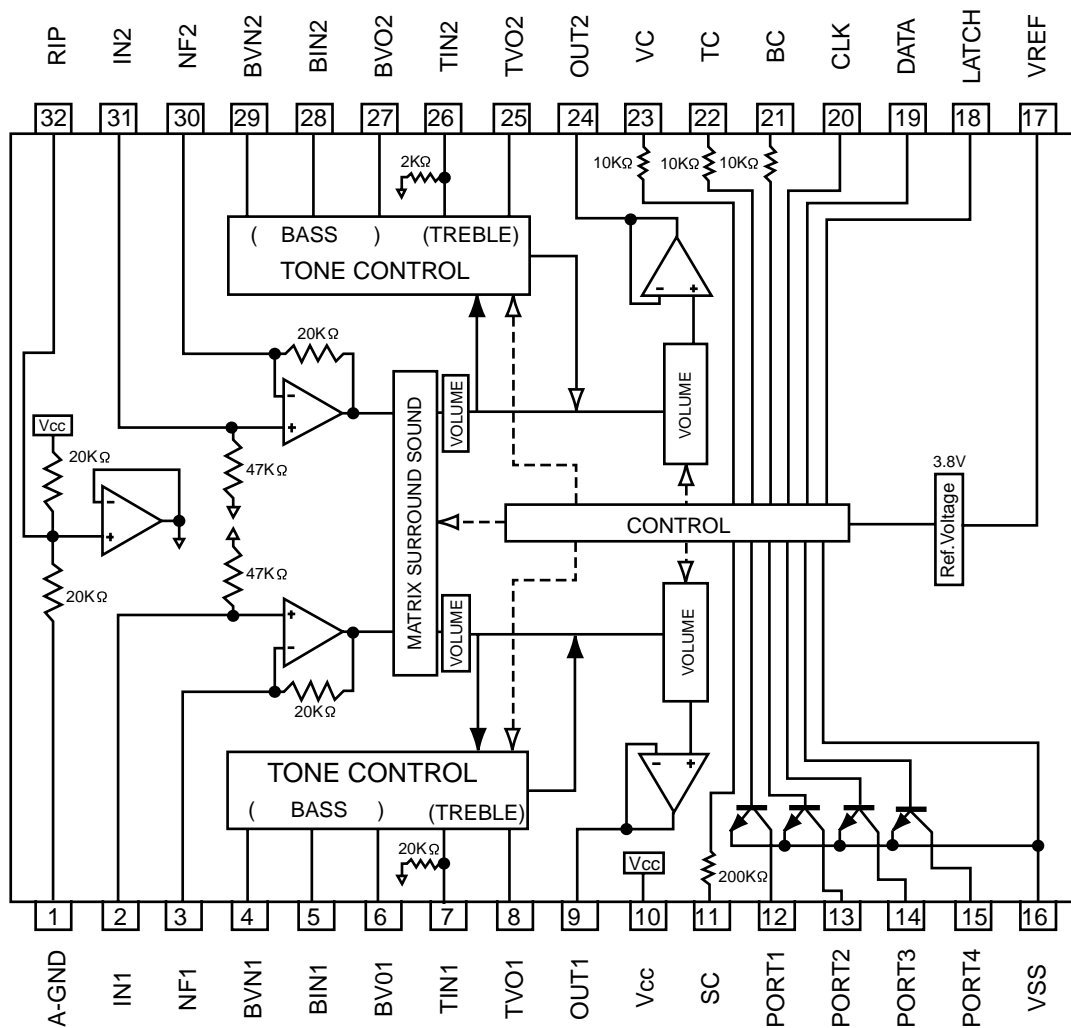 RIP
IN2
NF2
BVN2
BIN2
BVO2
TIN2
TVO2
OUT2
VC
TC
BC
CLK
DATA
LATCH
VREF
32
31
30
29
28
27
26
25
24
23
22
21
20
19
18
17
2KΩ
10KΩ
10KΩ
10KΩ
( BASS ) (TREBLE)
TONE CONTROL
20KΩ
Vcc
20KΩ
47KΩ
- +
MATRIX SURROUND SOUND
VOLUME
VOLUME
- +
3.8V
CONTROL
Ref.Voltage
- +
20KΩ
47KΩ
+ -
20KΩ
VOLUME
VOLUME
TONE CONTROL
( BASS ) (TREBLE)
- +
20KΩ
Vcc
200KΩ
1
2
3
4
5
6
7
8
9
10
11
12
13
14
15
16
A-GND
IN1
NF1
BVN1
BIN1
BV01
TIN1
TVO1
OUT1
Vcc
SC
PORT1
PORT2
PORT3
PORT4
VSS